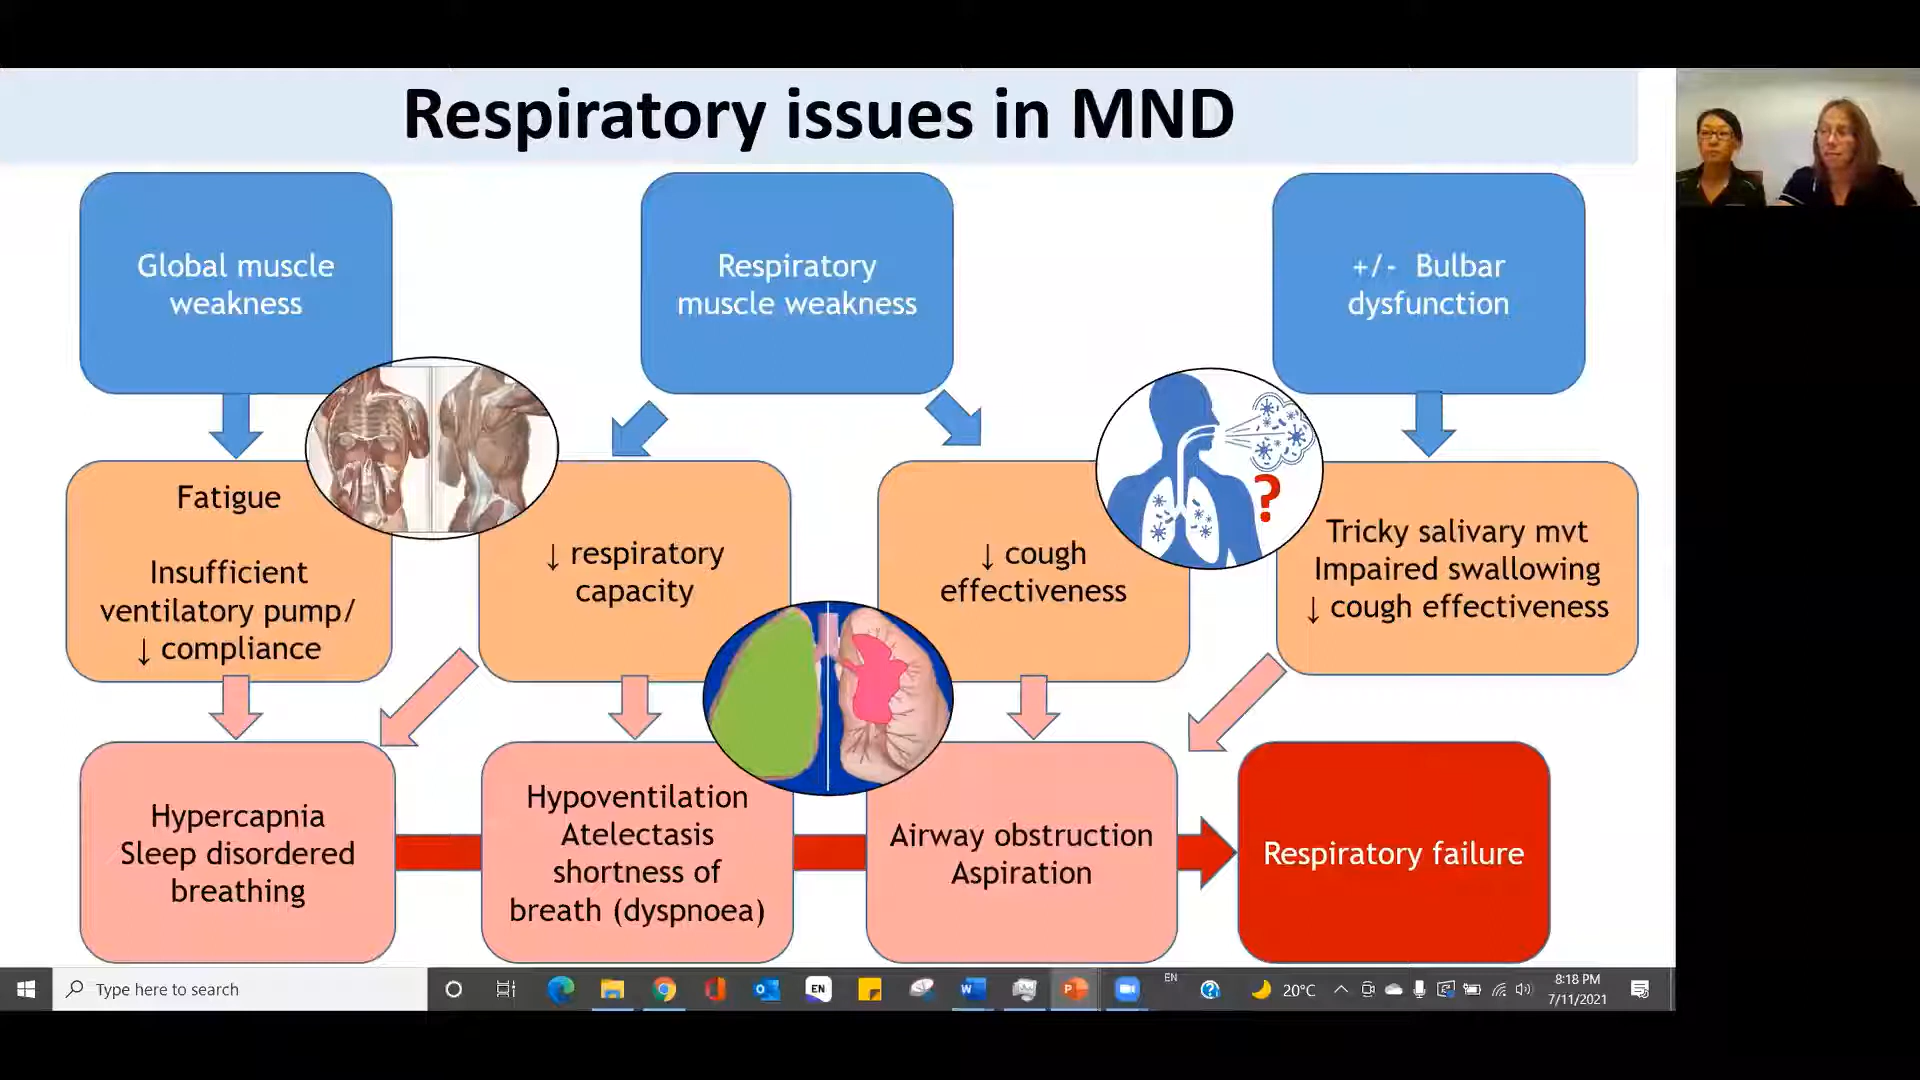 Respiratory issues in MND
Global muscle
weakness
Respiratory
muscle weakness
+/- Bulbar
dysfunction
Fatigue
Insufficient
ventilatory pump/
↓ compliance
↓ respiratory
capacity
↓ cough
effectiveness
?
Tricky salivary mvt
Impaired swallowing
↓ cough effectiveness
Hypercapnia
Sleep disordered
breathing
Hypoventilation
Atelectasis
shortness of
breath (dyspnoea)
Airway obstruction
Aspiration
Respiratory failure
Type here to search
EN
W
P
EN
?
20°C
8:18 PM
7/11/2021